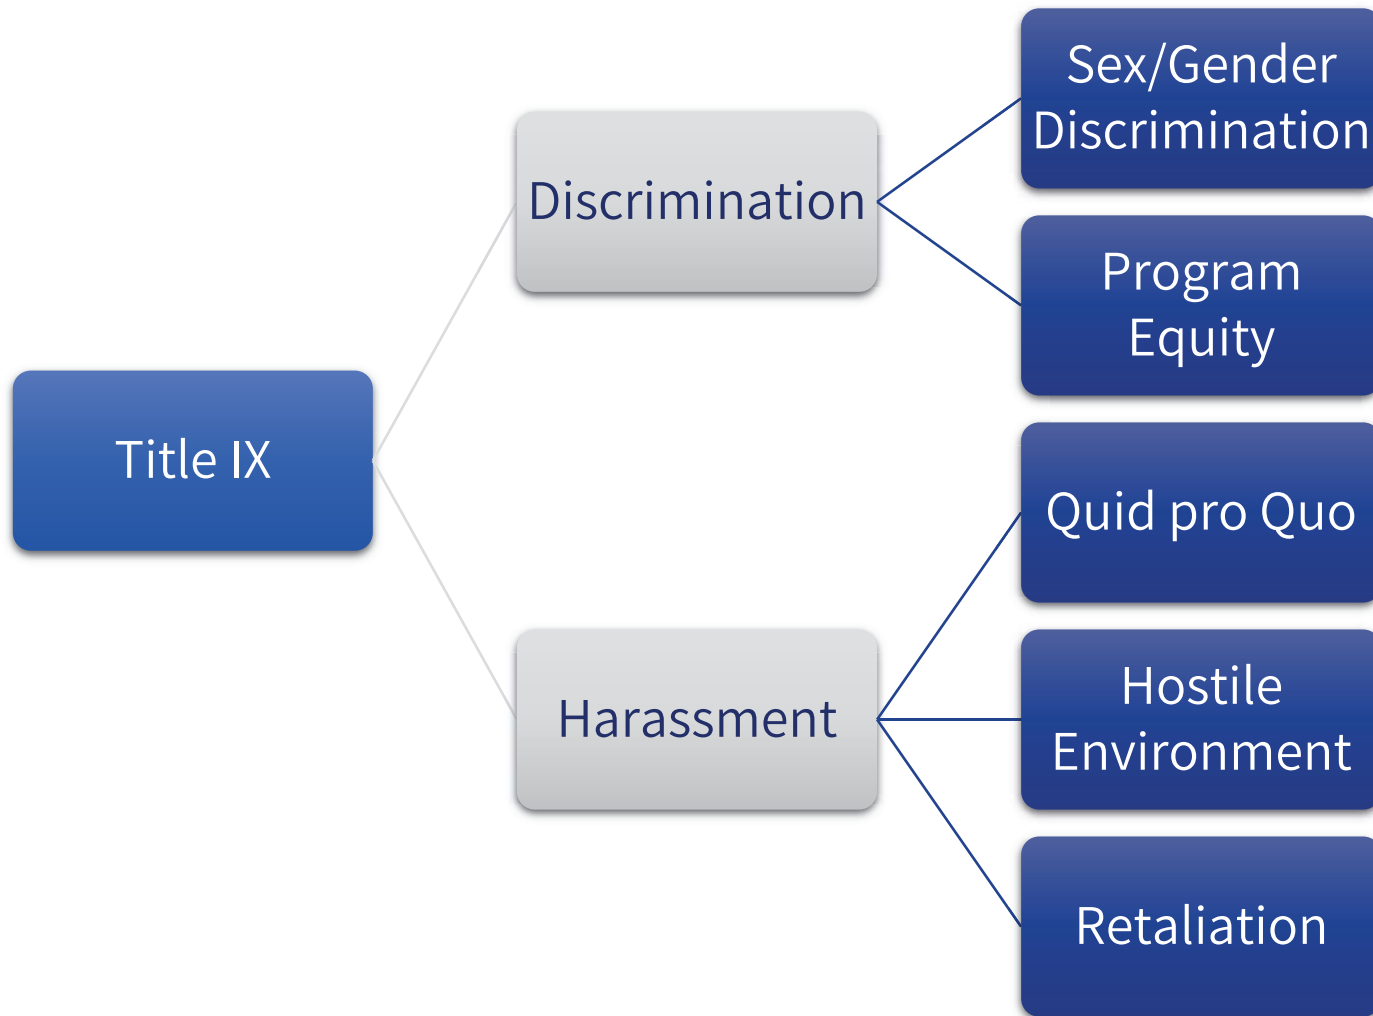 Title IX
Discrimination
Sex/Gender
Discrimination
Program
Equity
Harassment
Quid pro Quo
Hostile
Environment
Retaliation